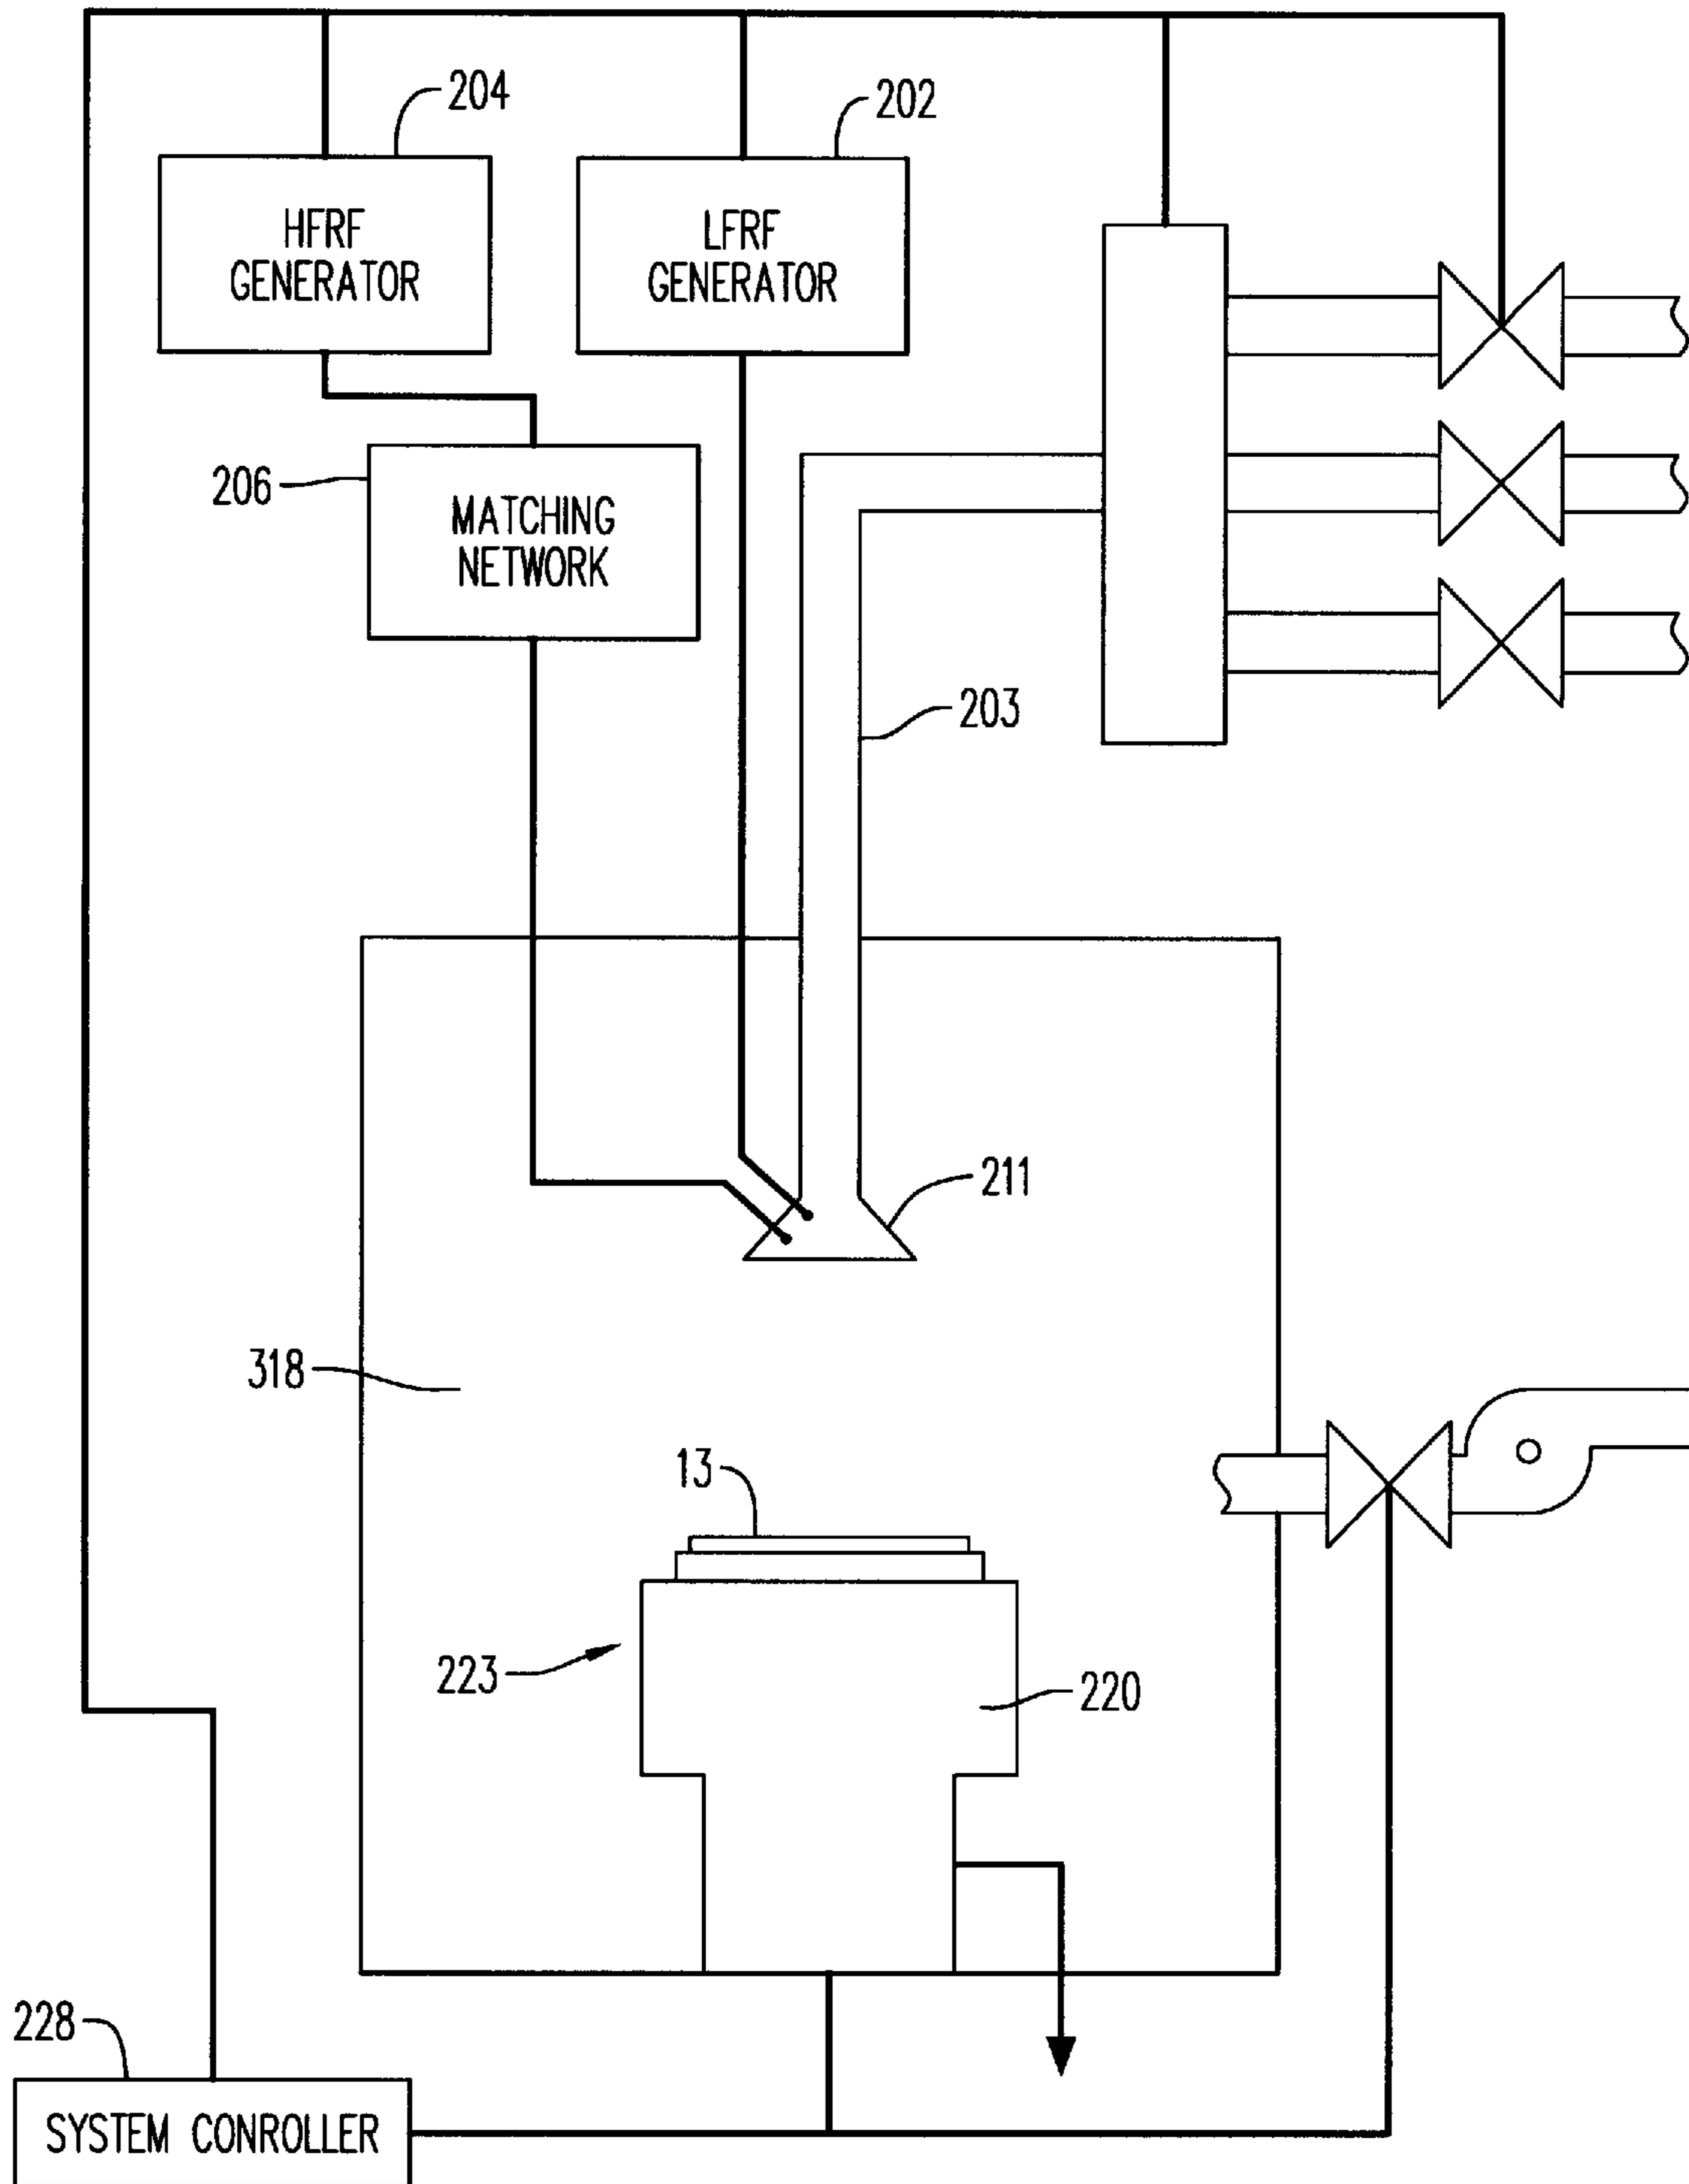 204
202
HFRF
GENERATOR
LFRF
GENERATOR
206
MATCHING
NETWORK
203
211
318
13
223
220
228
SYSTEM CONROLLER